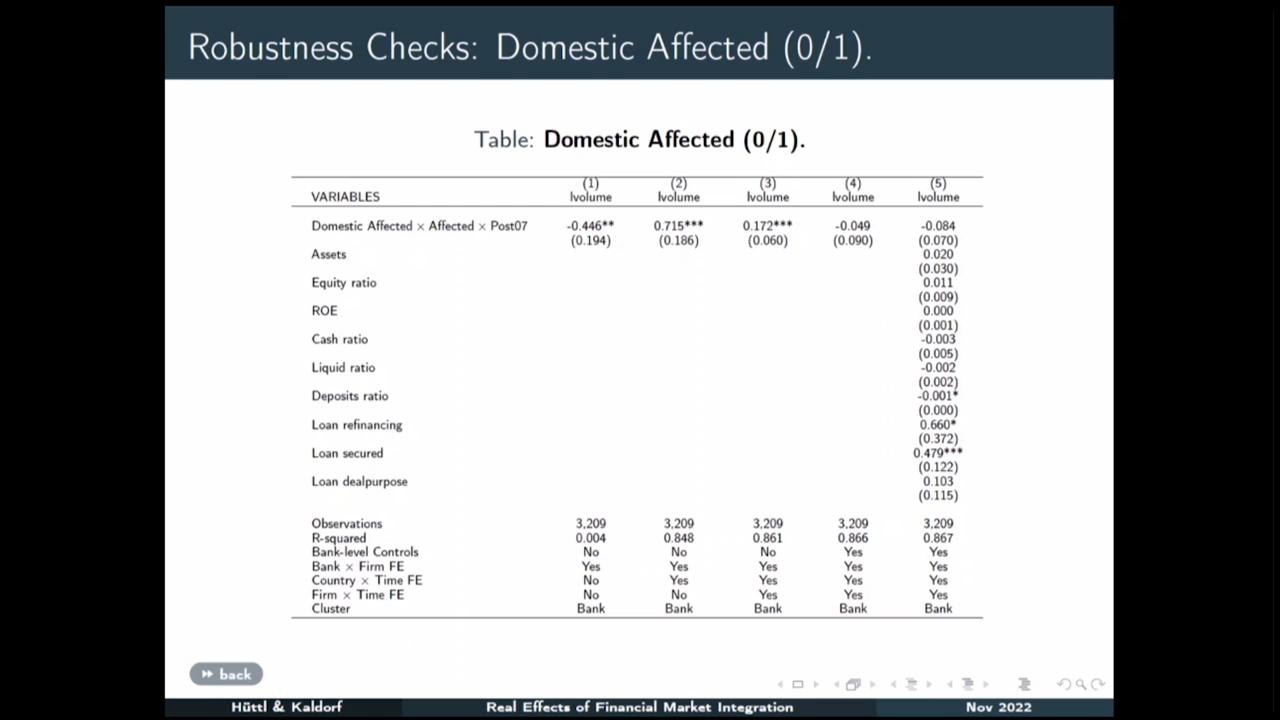 Robustness Checks: Domestic Affected (0/1).
Table: Domestic Affected (0/1).
(1) (2) (3) (4) (5)
VARIABLES lvolume lvolume lvolume lvolume lvolume
Domestic Affected × Affected × Post07 -0.446** 0.715*** 0.172*** -0.049 -0.084
(0.194) (0.186) (0.060) (0.090) (0.070)
Assets 0.020
(0.030)
Equity ratio 0.011
(0.009)
ROE 0.000
(0.001)
Cash ratio -0.003
(0.005)
Liquid ratio -0.002
(0.002)
Deposits ratio -0.001*
(0.000)
Loan refinancing 0.660*
(0.372)
Loan secured 0.479***
(0.122)
Loan dealpurpose 0.103
(0.115)
Observations 3,209 3,209 3,209 3,209 3,209
R-squared 0.004 0.848 0.861 0.866 0.867
Bank-level Controls No No No Yes Yes
Bank × Firm FE Yes Yes Yes Yes Yes
Country × Time FE No Yes Yes Yes Yes
Firm × Time FE No No Yes Yes Yes
Cluster Bank Bank Bank Bank Bank
back
Hüttl & Kaldorf Real Effects of Financial Market Integration Nov 2022